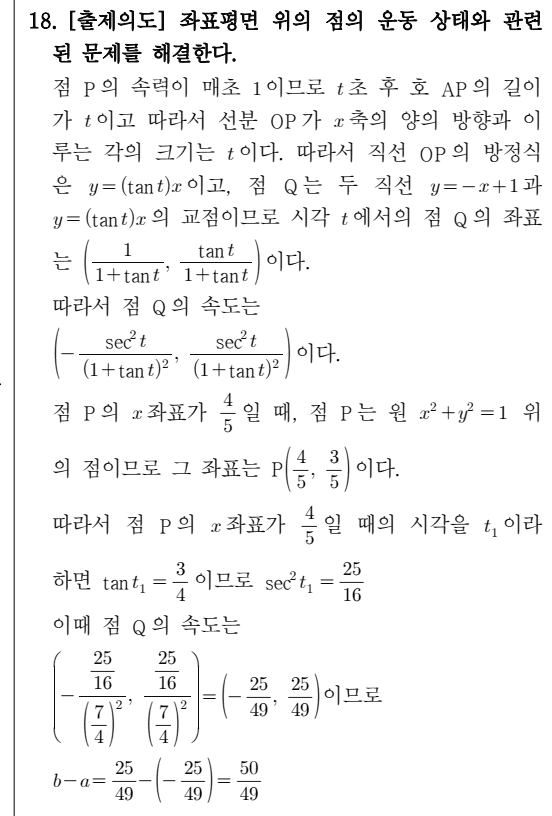 18. [출제의도] 좌표평면 위의 점의 운동 상태와 관련
된 문제를 해결한다.
점 P의 속력이 매초 1이므로 t초 후 호 AP의 길이
가 t이고 따라서 선분 OP가 x축의 양의 방향과 이
루는 각의 크기는 t이다. 따라서 직선 OP의 방정식
은 y=(tan t)x이고, 점 Q는 두 직선 y=-x+1과
y=(tan t)x의 교점이므로 시각 t에서의 점 Q의 좌표
는 (1/(1+tan t), tan t/(1+tan t))이다.
따라서 점 Q의 속도는
(-sec²t/(1+tan t)², sec²t/(1+tan t)²)이다.
점 P의 x좌표가 4/5일 때, 점 P는 원 x²+y²=1 위
의 점이므로 그 좌표는 P(4/5, 3/5)이다.
따라서 점 P의 x좌표가 4/5일 때의 시각을 t₁이라
하면 tan t₁=3/4이므로 sec²t₁=25/16
이때 점 Q의 속도는
(-(25/16)/(7/4)², (25/16)/(7/4)²)=(-25/49, 25/49)이므로
b-a=25/49-(-25/49)=50/49